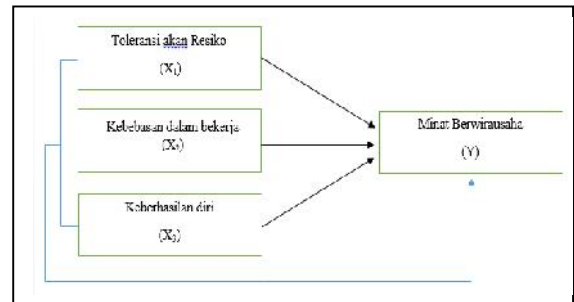 Toleransi akan Resiko
(X₁)
Kebebasan dalam bekerja
(X₂)
Keberhasilan diri
(X₃)
Minat Berwirausaha
(Y)